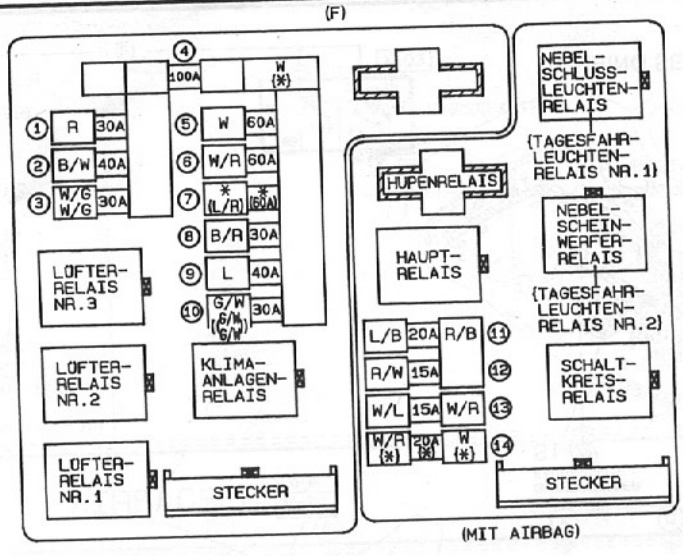 (F)
④
100A
W
{*}
① R 30A
② B/W 40A
③ W/G 30A
W/G
⑤ W 60A
⑥ W/R 60A
⑦ * *
(L/R) (60A)
⑧ B/R 30A
⑨ L 40A
⑩ G/W 30A
G/W
G/W
LÖFTER-
RELAIS
NR.3
LÖFTER-
RELAIS
NR.2
LÖFTER-
RELAIS
NR.1
KLIMA-
ANLAGEN-
RELAIS
STECKER
HUPENRELAIS
HAUPT-
RELAIS
L/B 20A R/B ⑪
R/W 15A ⑫
W/L 15A W/R ⑬
W/R 20A W ⑭
{*} {*} {*}
NEBEL-
SCHLUSS-
LEUCHTEN-
RELAIS
{TAGESFAHR-
LEUCHTEN-
RELAIS NR.1}
NEBEL-
SCHEIN-
WERFER-
RELAIS
{TAGESFAHR-
LEUCHTEN-
RELAIS NR.2}
SCHALT-
KREIS-
RELAIS
STECKER
(MIT AIRBAG)